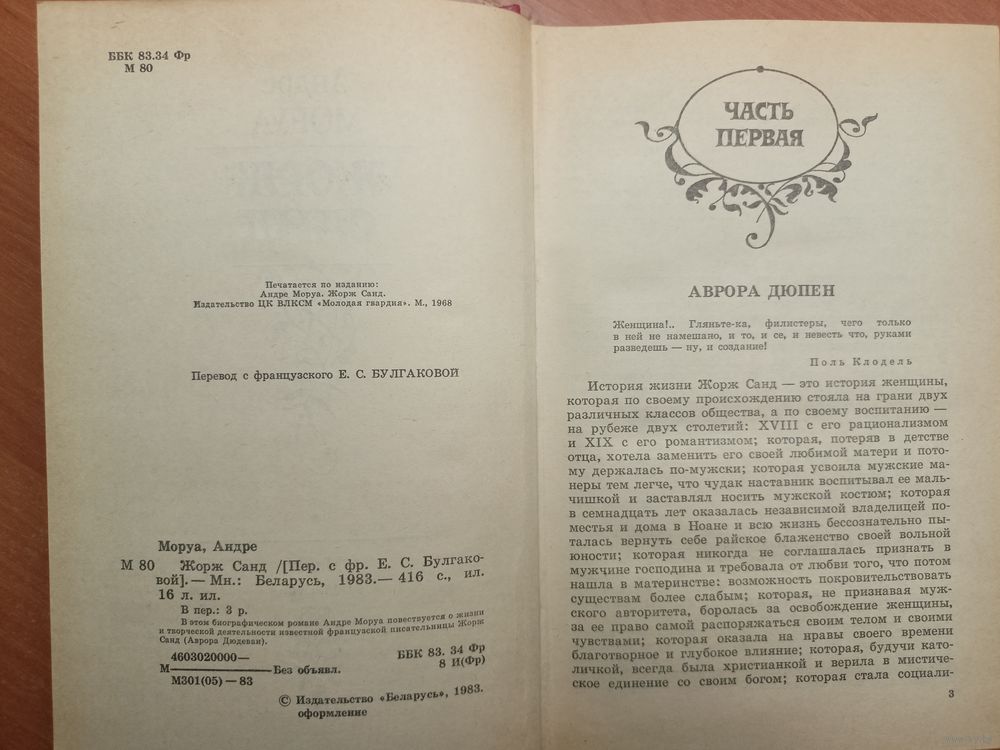 ББК 83.34 Фр
М 80
Печатается по изданию:
Андре Моруа. Жорж Санд.
Издательство ЦК ВЛКСМ «Молодая гвардия». М., 1968
Перевод с французского Е. С. БУЛГАКОВОЙ
Моруа, Андре
М 80 Жорж Санд /[Пер. с фр. Е. С. Булгако-
вой].— Мн.: Беларусь, 1983.— 416 с., ил.
16 л. ил.
В пер.: 3 р.
В этом биографическом романе Андре Моруа повествуется о жизни
и творческой деятельности известной французской писательницы Жорж
Санд (Аврора Дюдеван).
4603020000—
М————Без объявл.
М301(05)—83
ББК 83. 34 Фр
8 И(Фр)
© Издательство «Беларусь», 1983.
оформление
ЧАСТЬ
ПЕРВАЯ
АВРОРА ДЮПЕН
Женщина!.. Гляньте-ка, филистеры, чего только
в ней не намешано, и то, и се, и невесть что, руками
разведешь — ну, и создание!
Поль Клодель
История жизни Жорж Санд — это история женщины,
которая по своему происхождению стояла на грани двух
различных классов общества, а по своему воспитанию —
на рубеже двух столетий: XVIII с его рационализмом
и XIX с его романтизмом; которая, потеряв в детстве
отца, хотела заменить его своей любимой матери и пото-
му держалась по-мужски; которая усвоила мужские ма-
неры тем легче, что чудак наставник воспитывал ее маль-
чишкой и заставлял носить мужской костюм; которая
в семнадцать лет оказалась независимой владелицей по-
местья и дома в Ноане и всю жизнь бессознательно пы-
талась вернуть себе райское блаженство своей вольной
юности; которая никогда не соглашалась признать в
мужчине господина и требовала от любви того, что потом
нашла в материнстве: возможность покровительствовать
существам более слабым; которая, не признавая муж-
ского авторитета, боролась за освобождение женщины,
за ее право самой распоряжаться своим телом и своими
чувствами; которая оказала на нравы своего времени
благотворное и глубокое влияние; которая, будучи като-
личкой, всегда была христианкой и верила в мистиче-
ское единение со своим богом; которая стала социали-
3